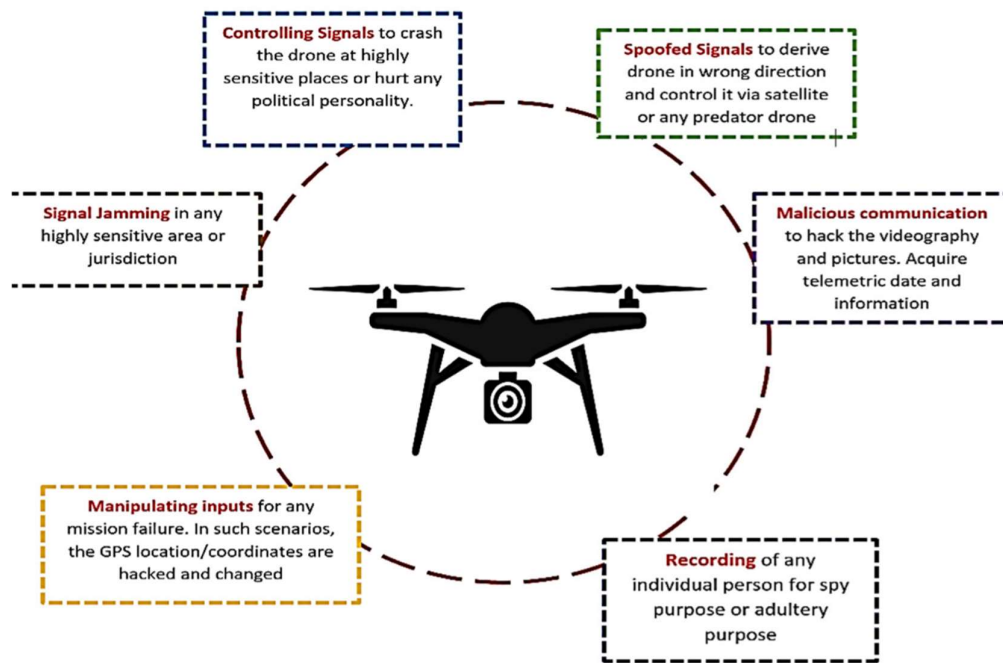 Controlling Signals to crash
the drone at highly
sensitive places or hurt any
political personality.
Spoofed Signals to derive
drone in wrong direction
and control it via satellite
or any predator drone
Signal Jamming in any
highly sensitive area or
jurisdiction
Malicious communication
to hack the videography
and pictures. Acquire
telemetric date and
information
Manipulating inputs for any
mission failure. In such scenarios,
the GPS location/coordinates are
hacked and changed
Recording of any
individual person for spy
purpose or adultery
purpose